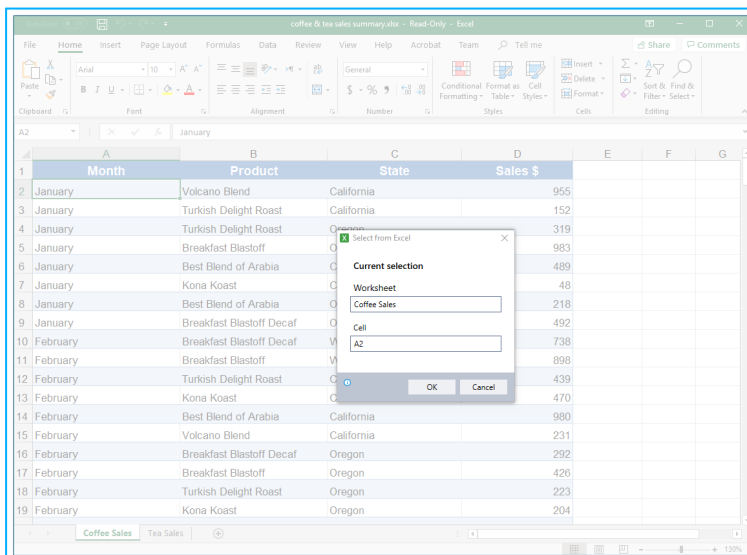 coffee & tea sales summary.xlsx - Read-Only - Excel
File Home Insert Page Layout Formulas Data Review View Help Acrobat Team Tell me Share Comments
Paste
Arial 10
General
Conditional Formatting
Format as Table
Cell Styles
Insert
Delete
Format
Sort & Filter
Find & Select
Clipboard Font Alignment Number Styles Cells Editing
A2 January
A B C D E F G
1 Month Product State Sales $
2 January Volcano Blend California 955
3 January Turkish Delight Roast California 152
4 January Turkish Delight Roast Oregon 319
5 January Breakfast Blastoff O 983
6 January Best Blend of Arabia C 489
7 January Kona Koast C 48
8 January Best Blend of Arabia O 218
9 January Breakfast Blastoff Decaf O 492
10 February Breakfast Blastoff Decaf W 738
11 February Breakfast Blastoff W 898
12 February Turkish Delight Roast C 439
13 February Kona Koast C 470
14 February Best Blend of Arabia California 980
15 February Volcano Blend California 231
16 February Breakfast Blastoff Decaf Oregon 292
17 February Breakfast Blastoff Oregon 426
18 February Turkish Delight Roast Oregon 223
19 February Kona Koast Oregon 204
Select from Excel
Current selection
Worksheet
Coffee Sales
Cell
A2
OK Cancel
Coffee Sales Tea Sales
130%